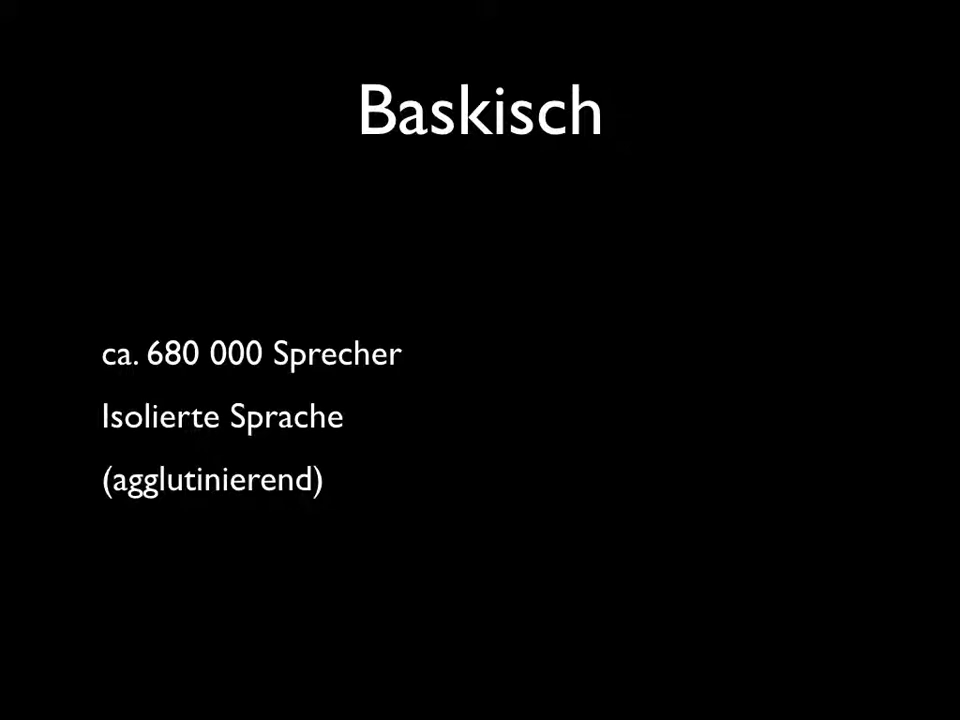 Baskisch
ca. 680 000 Sprecher
Isolierte Sprache
(agglutinierend)